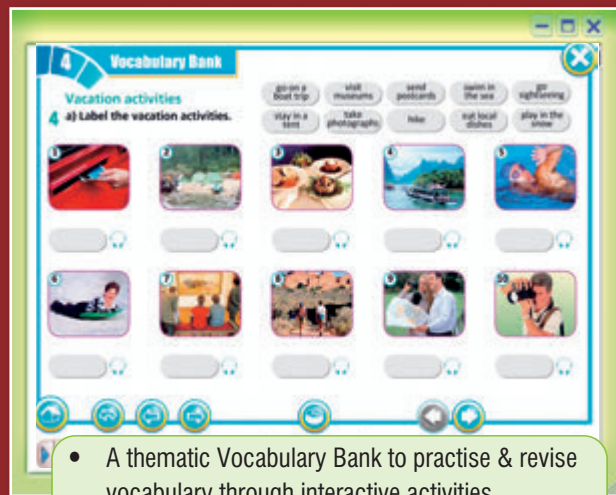 4 Vocabulary Bank
Vacation activities
4 a) Label the vacation activities.
go on a boat trip
visit museums
send postcards
swim in the sea
go sightseeing
stay in a tent
take photographs
hike
eat local dishes
play in the snow
1
2
3
4
5
6
7
8
9
10
• A thematic Vocabulary Bank to practise & revise
vocabulary through interactive activities